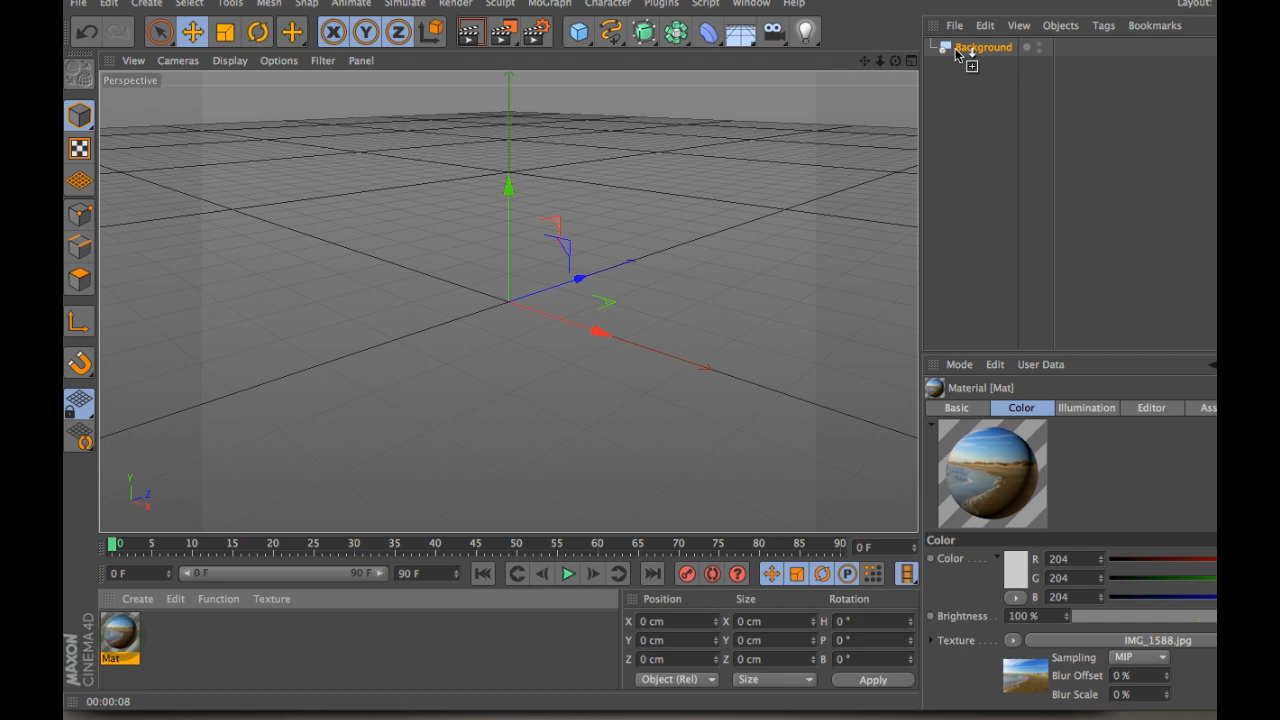 File Edit Create Select Tools Mesh Snap Animate Simulate Render Sculpt MoGraph Character Plugins Script Window Help Layout:
File Edit View Objects Tags Bookmarks
X Y Z
Background
View Cameras Display Options Filter Panel
Perspective
Mode Edit User Data
Material [Mat]
Basic Color Illumination Editor Ass
Y
Z
X
0 5 10 15 20 25 30 35 40 45 50 55 60 65 70 75 80 85 90 0 F
0 F 0 F 90 F 90 F
P
Color
Color R 204
G 204
B 204
Brightness 100 %
Texture IMG_1588.jpg
Sampling MIP
Blur Offset 0 %
Blur Scale 0 %
Create Edit Function Texture
Mat
Position Size Rotation
X 0 cm X 0 cm H 0 °
Y 0 cm Y 0 cm P 0 °
Z 0 cm Z 0 cm B 0 °
Object (Rel) Size Apply
MAXON
CINEMA 4D
00:00:08